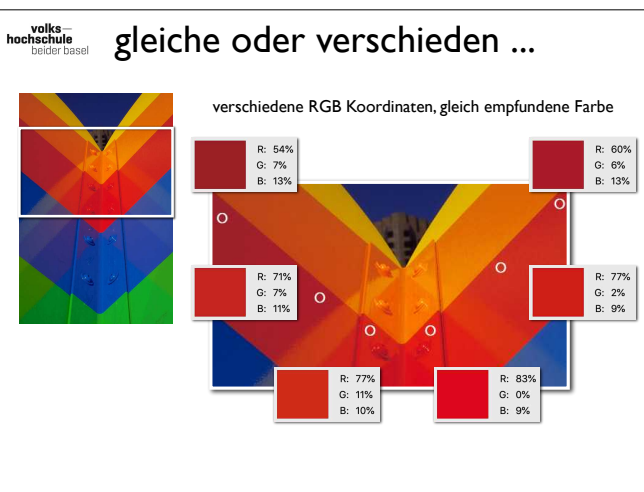 volks—
hochschule
beider basel
gleiche oder verschieden ...
verschiedene RGB Koordinaten, gleich empfundene Farbe
R: 54%
G: 7%
B: 13%
R: 60%
G: 6%
B: 13%
R: 71%
G: 7%
B: 11%
R: 77%
G: 2%
B: 9%
R: 77%
G: 11%
B: 10%
R: 83%
G: 0%
B: 9%